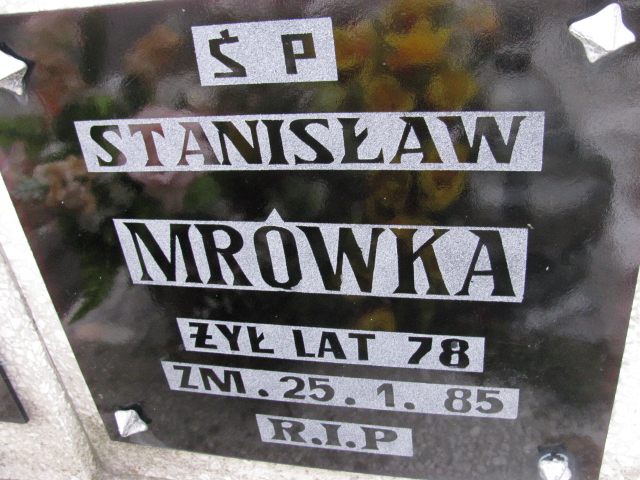 Ś P
STANISŁAW
MRÓWKA
ŻYŁ LAT 78
ZM. 25.1.85
R.I.P